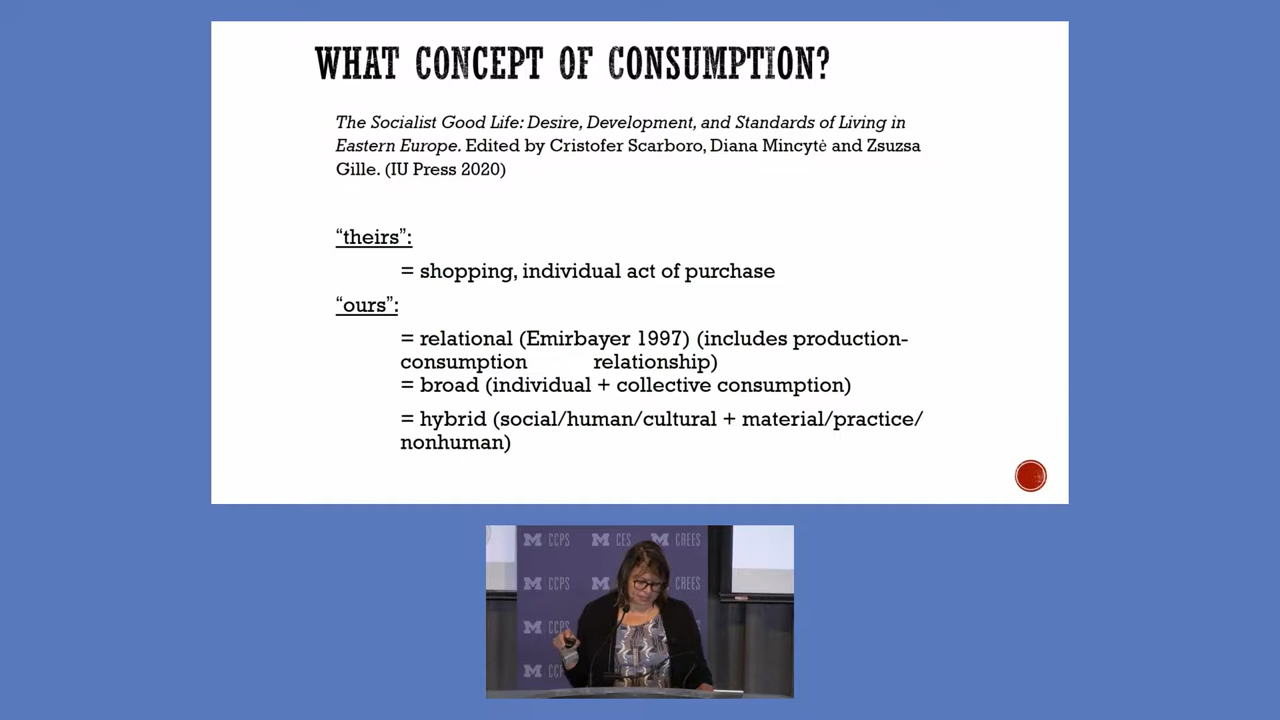 WHAT CONCEPT OF CONSUMPTION?
The Socialist Good Life: Desire, Development, and Standards of Living in
Eastern Europe. Edited by Cristofer Scarboro, Diana Mincytė and Zsuzsa
Gille. (IU Press 2020)
“theirs”:
= shopping, individual act of purchase
“ours”:
= relational (Emirbayer 1997) (includes production-
consumption relationship)
= broad (individual + collective consumption)
= hybrid (social/human/cultural + material/practice/
nonhuman)
M CCPS M CES M CREES
M CCPS M CREES
M CCPS
M